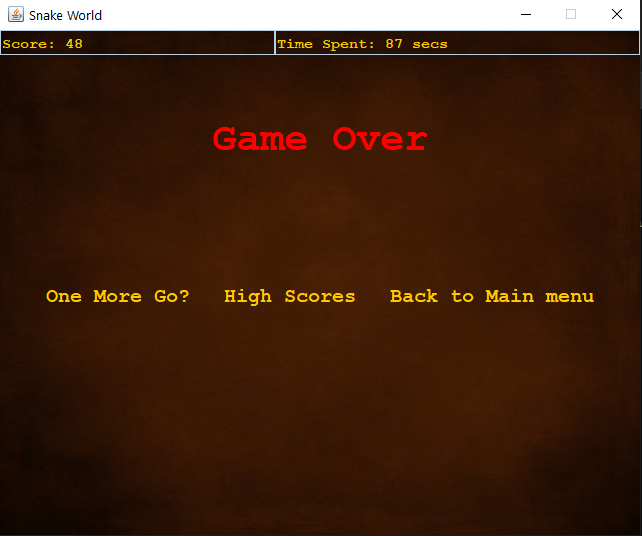 Snake World
Score: 48
Time Spent: 87 secs
Game Over
One More Go? High Scores Back to Main menu